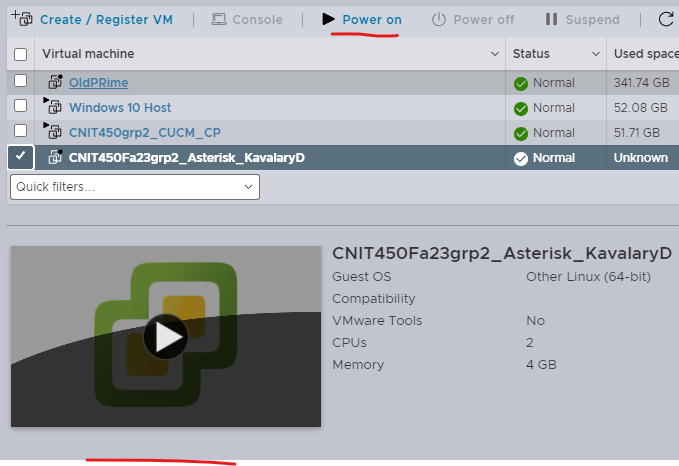 Create / Register VM Console Power on Power off Suspend
Virtual machine Status Used space
OldPRime Normal 341.74 GB
Windows 10 Host Normal 52.08 GB
CNIT450grp2_CUCM_CP Normal 51.71 GB
CNIT450Fa23grp2_Asterisk_KavalaryD Normal Unknown
Quick filters...
CNIT450Fa23grp2_Asterisk_KavalaryD
Guest OS Other Linux (64-bit)
Compatibility
VMware Tools No
CPUs 2
Memory 4 GB